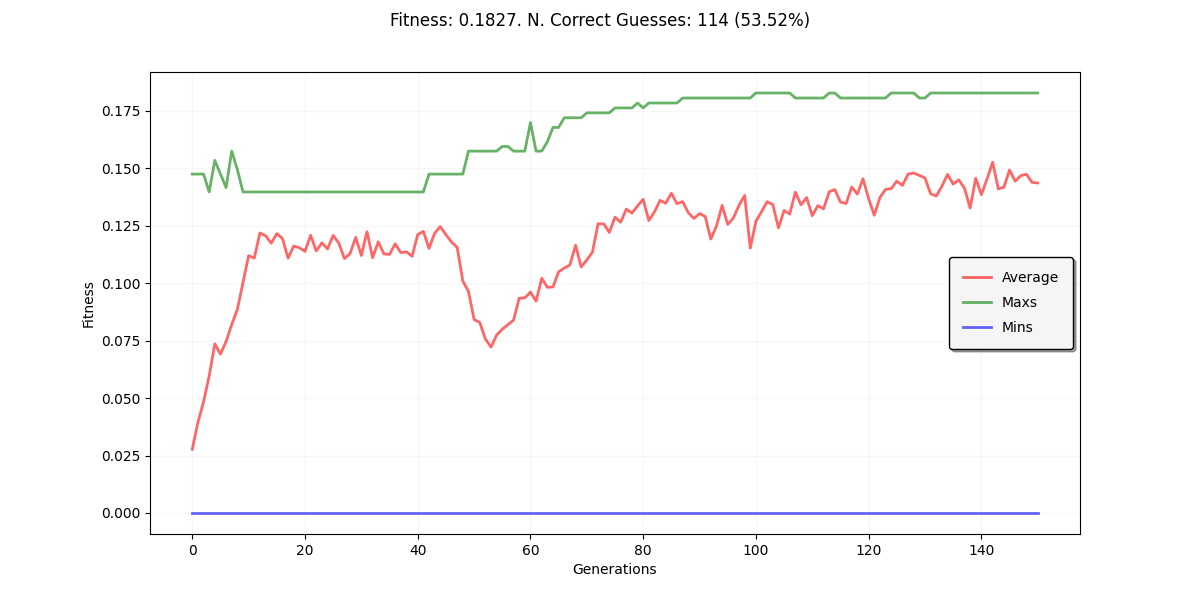 Fitness: 0.1827. N. Correct Guesses: 114 (53.52%)
0.175
0.150
0.125
0.100
0.075
0.050
0.025
0.000
Fitness
Average
Maxs
Mins
0 20 40 60 80 100 120 140
Generations